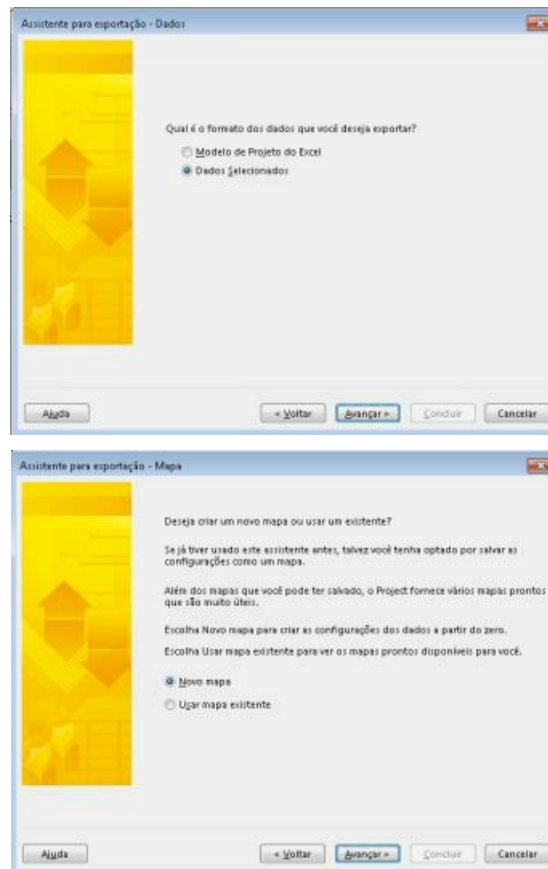 Assistente para exportação - Dados
Qual é o formato dos dados que você deseja exportar?
Modelo de Projeto do Excel
Dados Selecionados
Ajuda
< Voltar
Avançar >
Concluir
Cancelar
Assistente para exportação - Mapa
Deseja criar um novo mapa ou usar um existente?
Se já tiver usado este assistente antes, talvez você tenha optado por salvar as
configurações como um mapa.
Além dos mapas que você pode ter salvado, o Project fornece vários mapas prontos
que são muito úteis.
Escolha Novo mapa para criar as configurações dos dados a partir do zero.
Escolha Usar mapa existente para ver os mapas prontos disponíveis para você.
Novo mapa
Usar mapa existente
Ajuda
< Voltar
Avançar >
Concluir
Cancelar